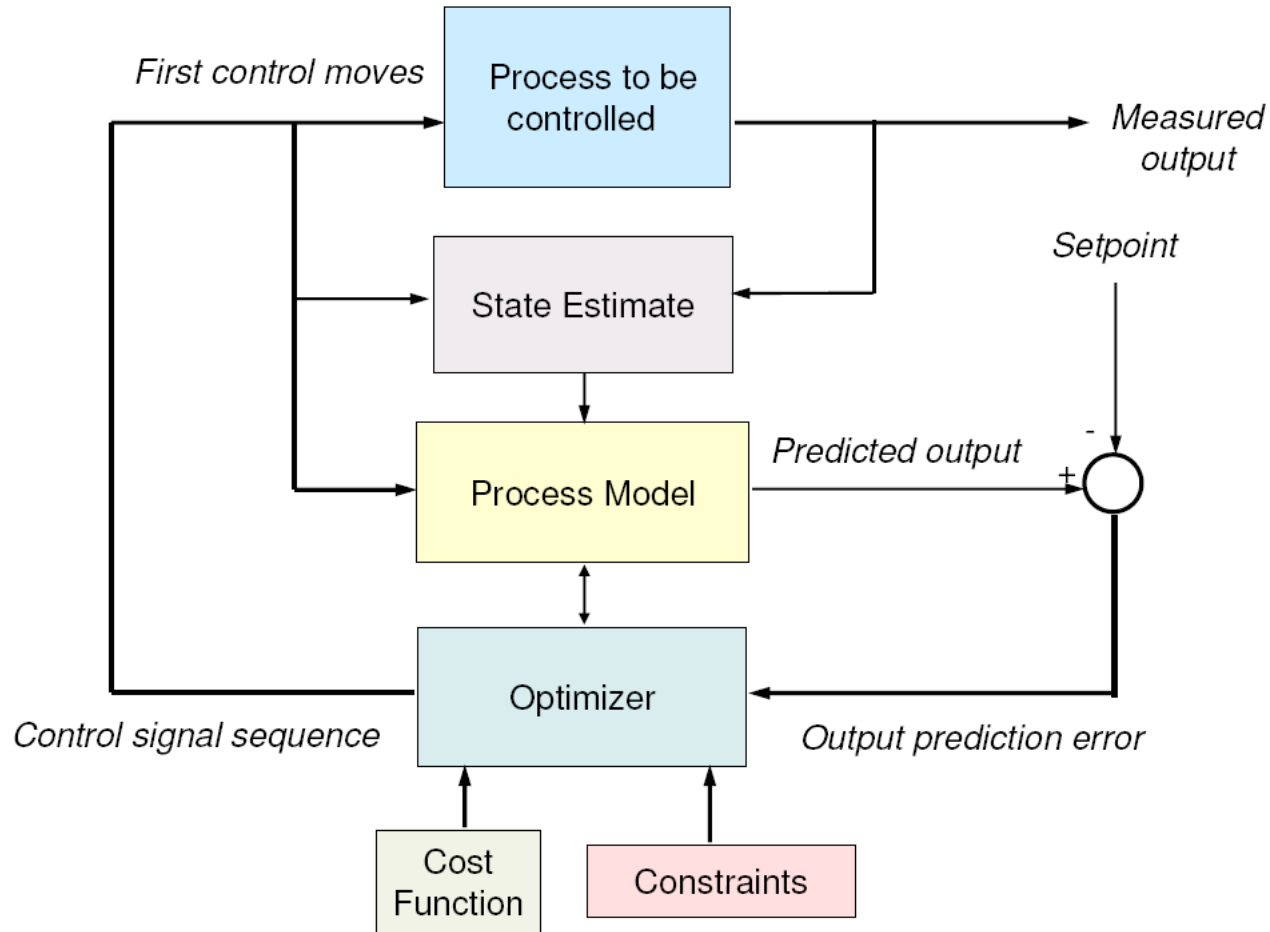 First control moves
Process to be
controlled
Measured
output
Setpoint
State Estimate
-
Predicted output
+
Process Model
Optimizer
Control signal sequence
Output prediction error
Cost
Function
Constraints